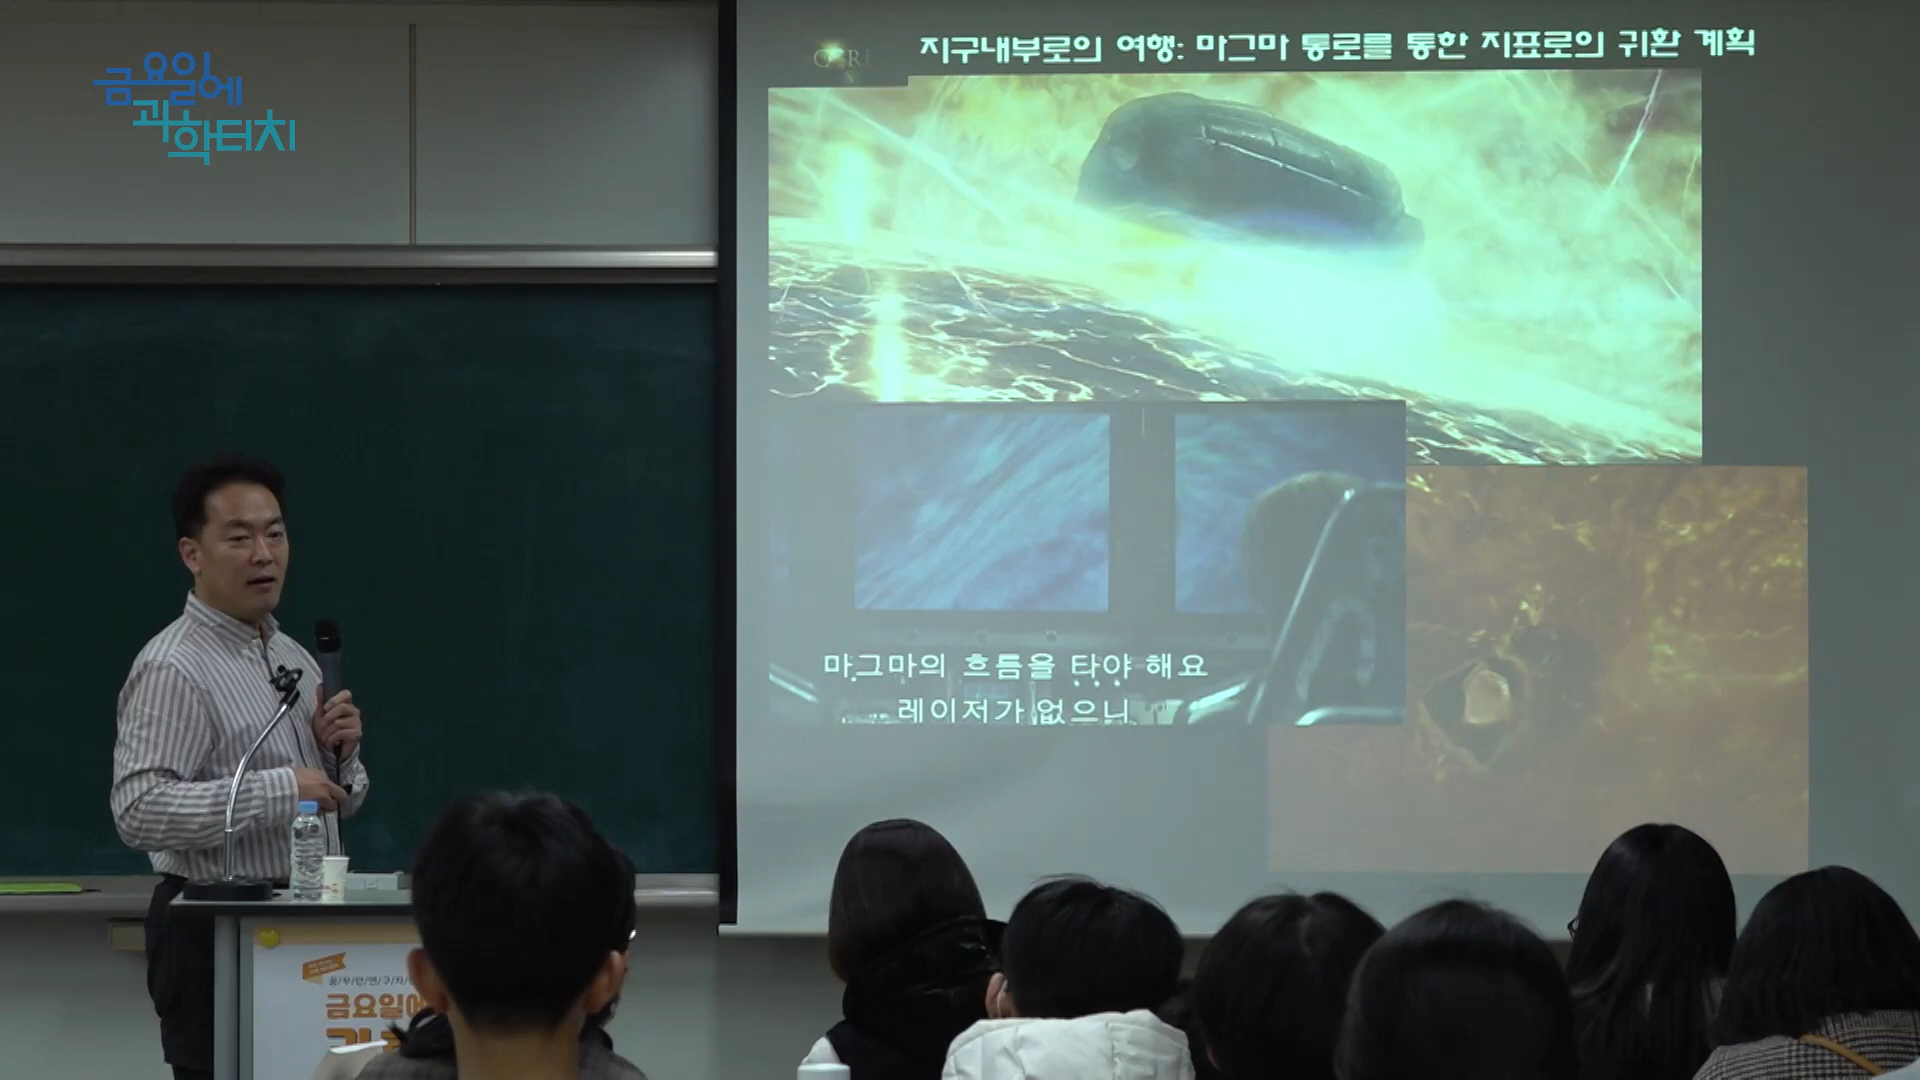 금요일에
과학터치
지구내부로의 여행: 마그마 통로를 통한 지표로의 귀환 계획
마그마의 흐름을 타야 해요
레이저가 없으니
금요일에